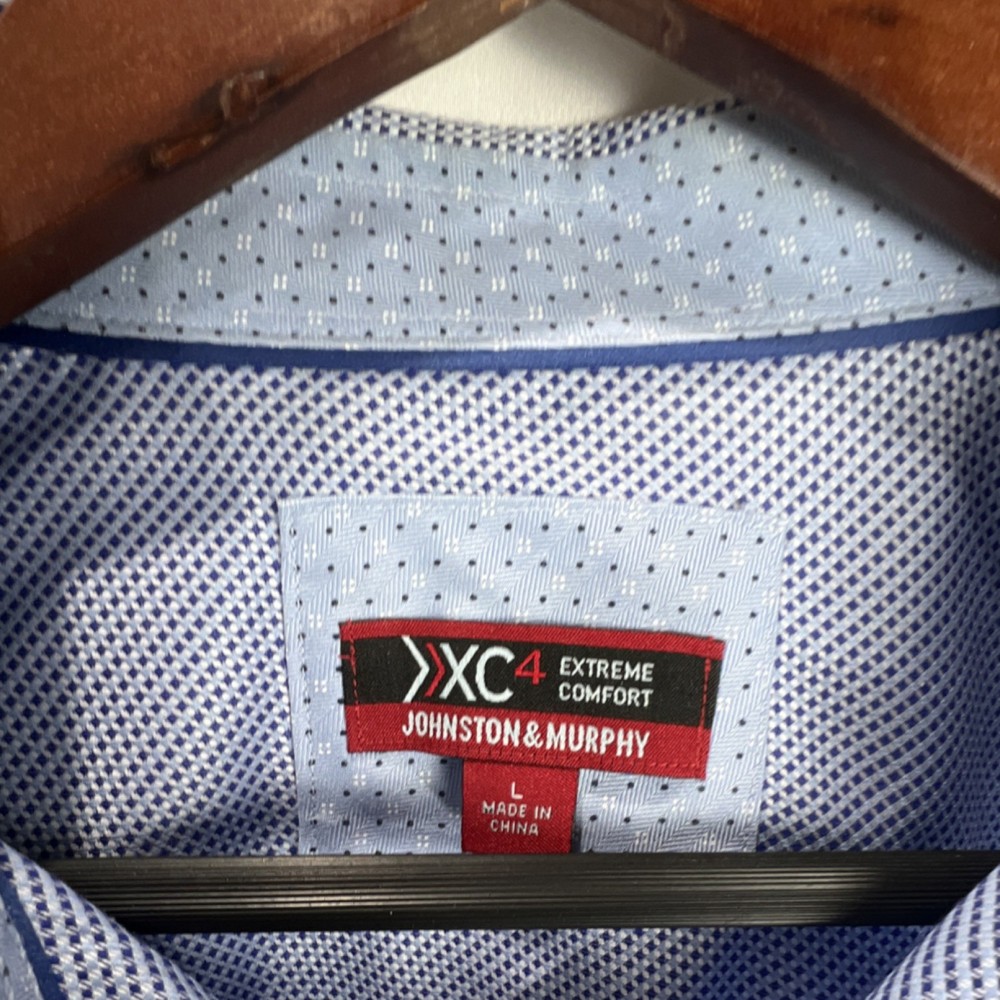 XC4 EXTREME
COMFORT
JOHNSTON&MURPHY
L
MADE IN
CHINA